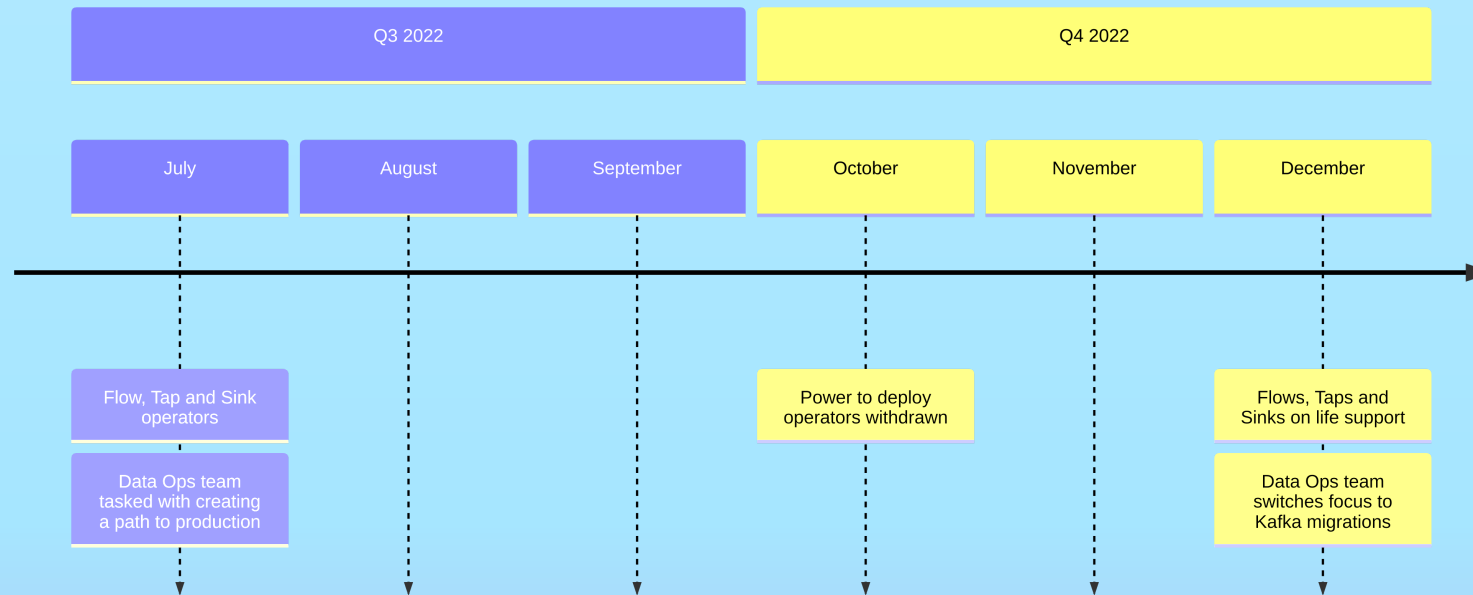 Q3 2022
Q4 2022
July
August
September
October
November
December
Flow, Tap and Sink
operators
Data Ops team
tasked with creating
a path to production
Power to deploy
operators withdrawn
Flows, Taps and
Sinks on life support
Data Ops team
switches focus to
Kafka migrations